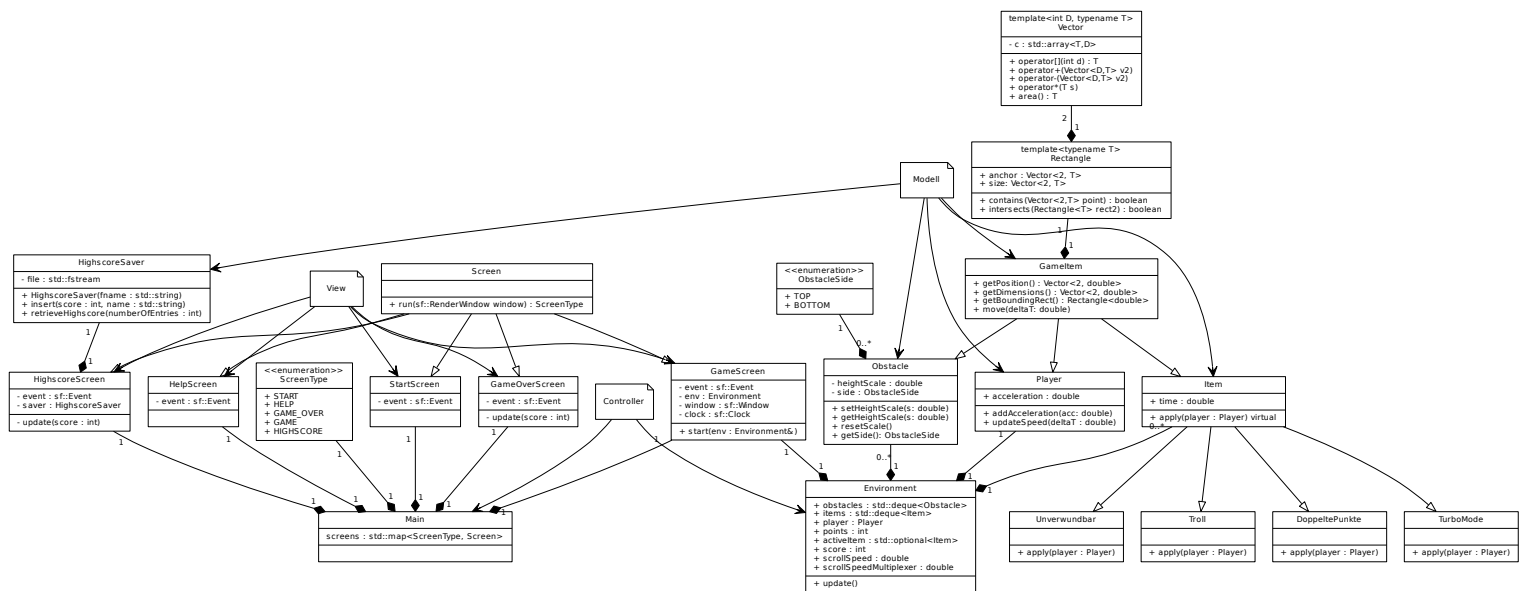 template<int D, typename T>
Vector
- c : std::array<T,D>
+ operator[](int d) : T
+ operator+(Vector<D,T> v2)
+ operator-(Vector<D,T> v2)
+ operator*(T s)
+ area() : T
2
1
template<typename T>
Rectangle
+ anchor : Vector<2, T>
+ size: Vector<2, T>
+ contains(Vector<2,T> point) : boolean
+ intersects(Rectangle<T> rect2) : boolean
1
1
Modell
HighscoreSaver
- file : std::fstream
+ HighscoreSaver(fname : std::string)
+ insert(score : int, name : std::string)
+ retrieveHighscore(numberOfEntries : int)
1
1
View
Screen
+ run(sf::RenderWindow window) : ScreenType
<<enumeration>>
ObstacleSide
+ TOP
+ BOTTOM
1
0..*
GameItem
+ getPosition() : Vector<2, double>
+ getDimensions() : Vector<2, double>
+ getBoundingRect() : Rectangle<double>
+ move(deltaT: double)
HighscoreScreen
- event : sf::Event
- saver : HighscoreSaver
- update(score : int)
1
HelpScreen
- event : sf::Event
1
<<enumeration>>
ScreenType
+ START
+ HELP
+ GAME_OVER
+ GAME
+ HIGHSCORE
1
StartScreen
- event : sf::Event
1
GameOverScreen
- event : sf::Event
- update(score : int)
1
Controller
1
GameScreen
- event : sf::Event
- env : Environment
- window : sf::Window
- clock : sf::Clock
+ start(env : Environment&)
1
1
Obstacle
- heightScale : double
- side : ObstacleSide
+ setHeightScale(s: double)
+ getHeightScale(s: double)
+ resetScale()
+ getSide(): ObstacleSide
0..*
1
Player
+ acceleration : double
+ addAcceleration(acc: double)
+ updateSpeed(deltaT : double)
1
1
Item
+ time : double
+ apply(player : Player) virtual
0..*
1
1
1
1
1
1
1
Main
screens : std::map<ScreenType, Screen>
Environment
+ obstacles : std::deque<Obstacle>
+ items : std::deque<Item>
+ player : Player
+ points : int
+ activeItem : std::optional<Item>
+ score : int
+ scrollSpeed : double
+ scrollSpeedMultiplexer : double
+ update()
Unverwundbar
+ apply(player : Player)
Troll
+ apply(player : Player)
DoppeltePunkte
+ apply(player : Player)
TurboMode
+ apply(player : Player)